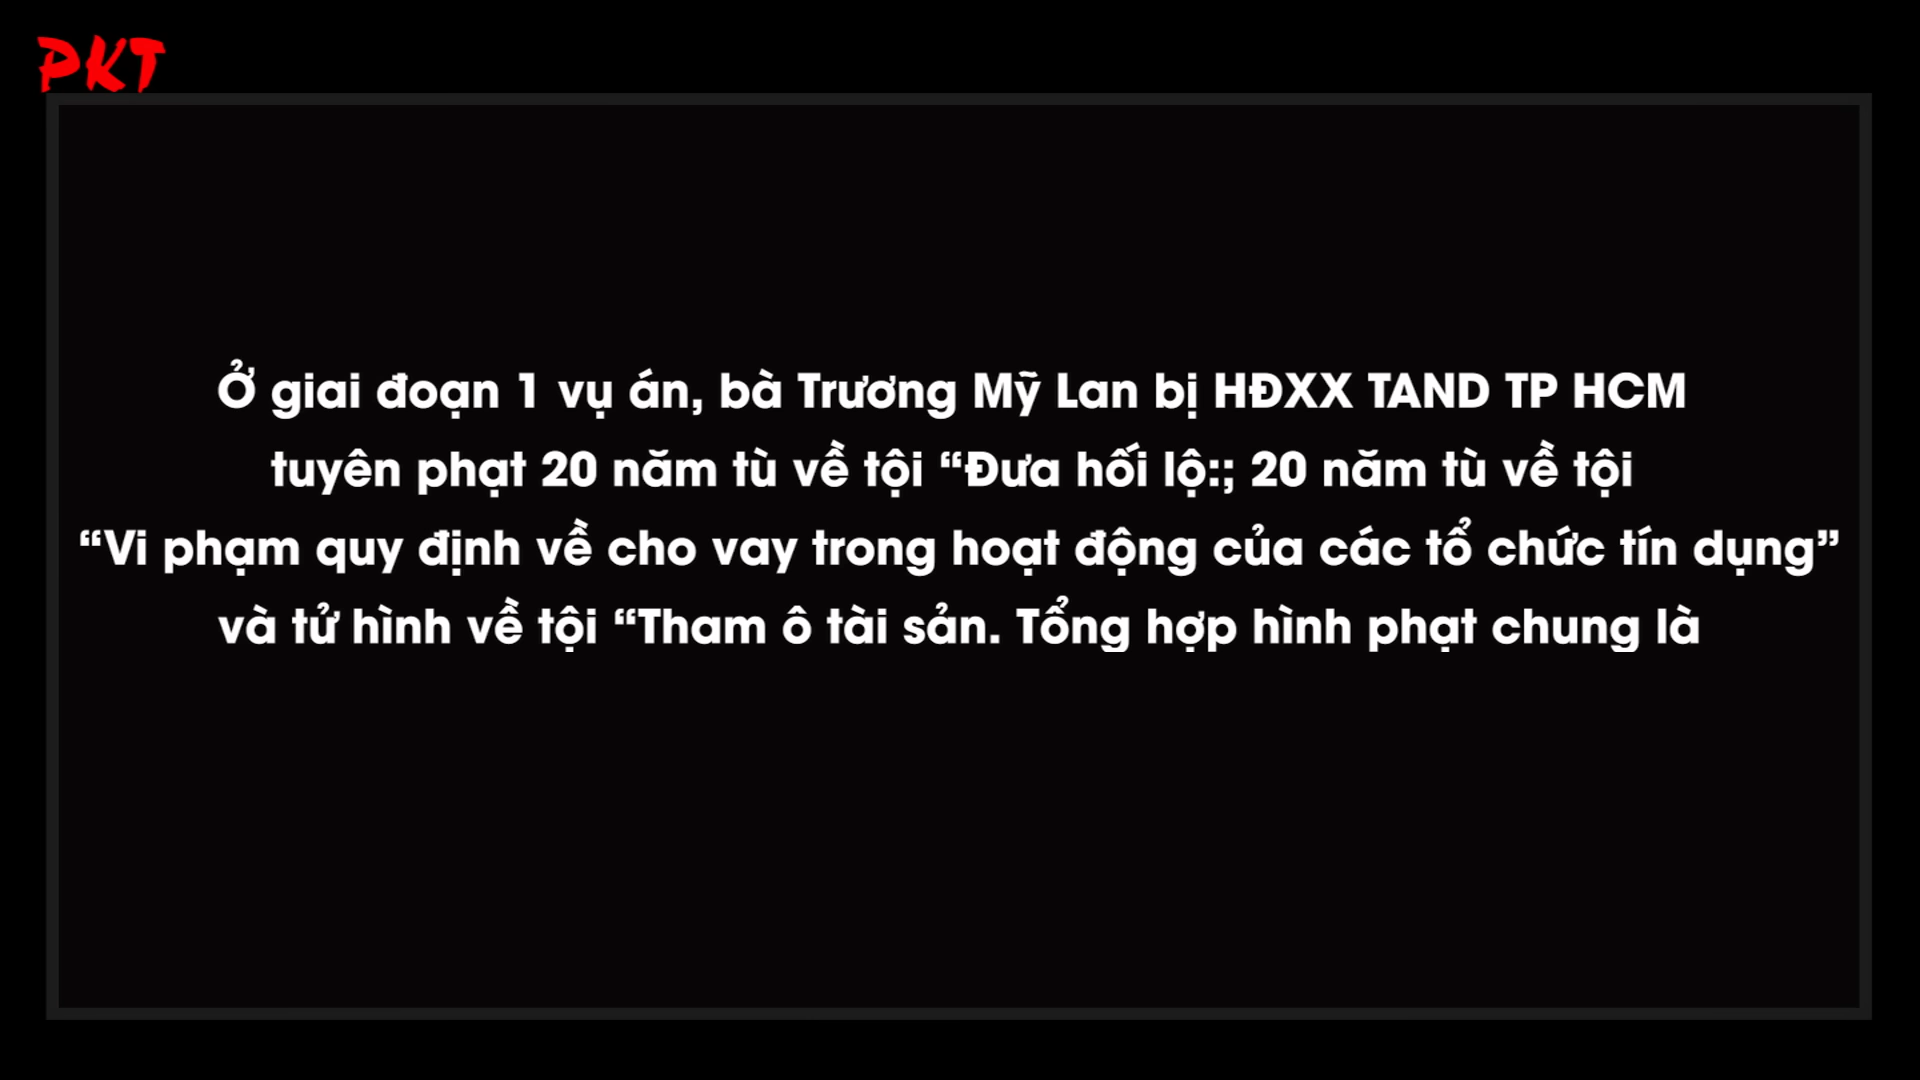 PKT
Ở giai đoạn 1 vụ án, bà Trương Mỹ Lan bị HĐXX TAND TP HCM
tuyên phạt 20 năm tù về tội “Đưa hối lộ:; 20 năm tù về tội
“Vi phạm quy định về cho vay trong hoạt động của các tổ chức tín dụng”
và tử hình về tội “Tham ô tài sản. Tổng hợp hình phạt chung là